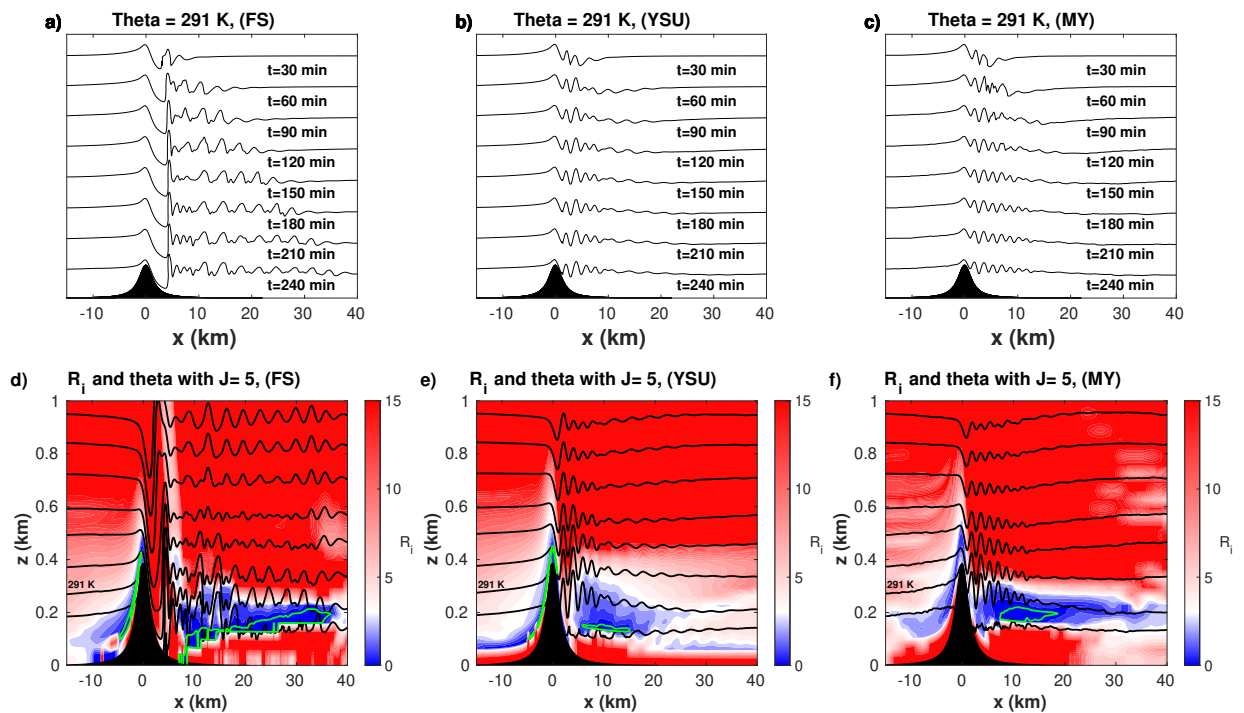 a) Theta = 291 K, (FS)
t=30 min
t=60 min
t=90 min
t=120 min
t=150 min
t=180 min
t=210 min
t=240 min
-10 0 10 20 30 40
x (km)
b) Theta = 291 K, (YSU)
t=30 min
t=60 min
t=90 min
t=120 min
t=150 min
t=180 min
t=210 min
t=240 min
-10 0 10 20 30 40
x (km)
c) Theta = 291 K, (MY)
t=30 min
t=60 min
t=90 min
t=120 min
t=150 min
t=180 min
t=210 min
t=240 min
-10 0 10 20 30 40
x (km)
d) R_i and theta with J= 5, (FS)
1
0.8
0.6
0.4
0.2
0
z (km)
291 K
-10 0 10 20 30 40
x (km)
15
10
5
0
R_i
e) R_i and theta with J= 5, (YSU)
1
0.8
0.6
0.4
0.2
0
z (km)
291 K
-10 0 10 20 30 40
x (km)
15
10
5
0
R_i
f) R_i and theta with J= 5, (MY)
1
0.8
0.6
0.4
0.2
0
z (km)
291 K
-10 0 10 20 30 40
x (km)
15
10
5
0
R_i